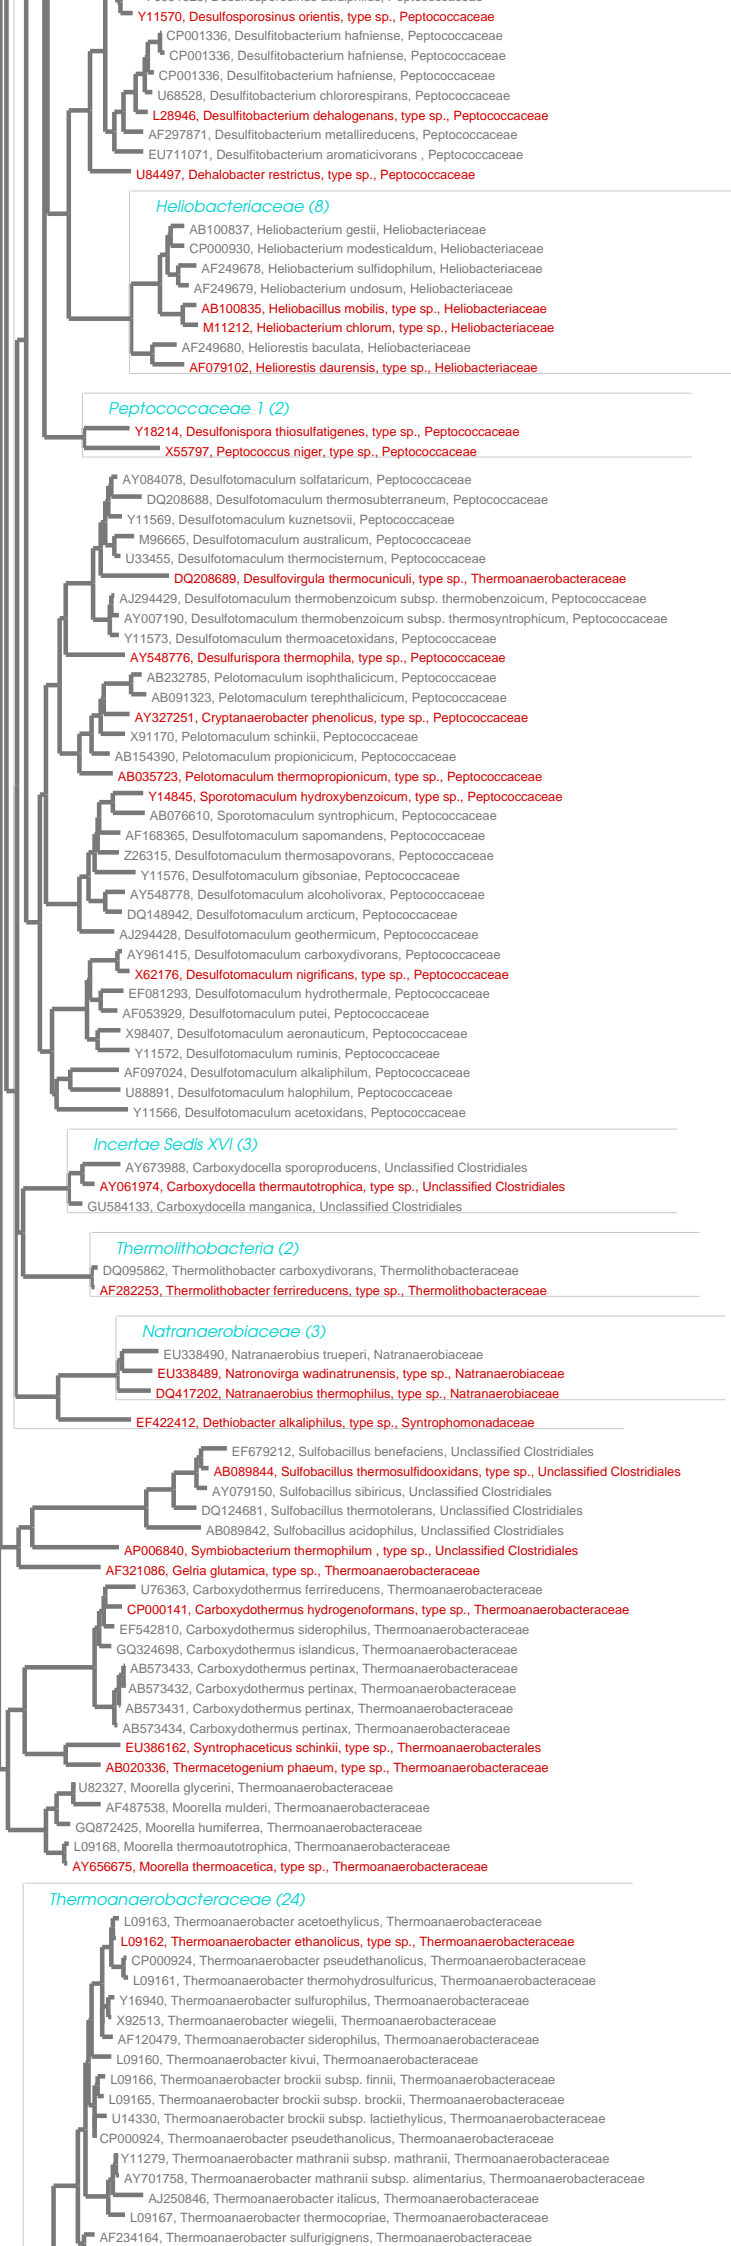 Y11570, Desulfosporosinus orientis, type sp., Peptococcaceae
CP001336, Desulfitobacterium hafniense, Peptococcaceae
CP001336, Desulfitobacterium hafniense, Peptococcaceae
CP001336, Desulfitobacterium hafniense, Peptococcaceae
U68528, Desulfitobacterium chlororespirans, Peptococcaceae
L28946, Desulfitobacterium dehalogenans, type sp., Peptococcaceae
AF297871, Desulfitobacterium metallireducens, Peptococcaceae
EU711071, Desulfitobacterium aromaticivorans , Peptococcaceae
U84497, Dehalobacter restrictus, type sp., Peptococcaceae
Heliobacteriaceae (8)
AB100837, Heliobacterium gestii, Heliobacteriaceae
CP000930, Heliobacterium modesticaldum, Heliobacteriaceae
AF249678, Heliobacterium sulfidophilum, Heliobacteriaceae
AF249679, Heliobacterium undosum, Heliobacteriaceae
AB100835, Heliobacillus mobilis, type sp., Heliobacteriaceae
M11212, Heliobacterium chlorum, type sp., Heliobacteriaceae
AF249680, Heliorestis baculata, Heliobacteriaceae
AF079102, Heliorestis daurensis, type sp., Heliobacteriaceae
Peptococcaceae 1 (2)
Y18214, Desulfonispora thiosulfatigenes, type sp., Peptococcaceae
X55797, Peptococcus niger, type sp., Peptococcaceae
AY084078, Desulfotomaculum solfataricum, Peptococcaceae
DQ208688, Desulfotomaculum thermosubterraneum, Peptococcaceae
Y11569, Desulfotomaculum kuznetsovii, Peptococcaceae
M96665, Desulfotomaculum australicum, Peptococcaceae
U33455, Desulfotomaculum thermocisternum, Peptococcaceae
DQ208689, Desulfovirgula thermocuniculi, type sp., Thermoanaerobacteraceae
AJ294429, Desulfotomaculum thermobenzoicum subsp. thermobenzoicum, Peptococcaceae
AY007190, Desulfotomaculum thermobenzoicum subsp. thermosyntrophicum, Peptococcaceae
Y11573, Desulfotomaculum thermoacetoxidans, Peptococcaceae
AY548776, Desulfurispora thermophila, type sp., Peptococcaceae
AB232785, Pelotomaculum isophthalicicum, Peptococcaceae
AB091323, Pelotomaculum terephthalicicum, Peptococcaceae
AY327251, Cryptanaerobacter phenolicus, type sp., Peptococcaceae
X91170, Pelotomaculum schinkii, Peptococcaceae
AB154390, Pelotomaculum propionicicum, Peptococcaceae
AB035723, Pelotomaculum thermopropionicum, type sp., Peptococcaceae
Y14845, Sporotomaculum hydroxybenzoicum, type sp., Peptococcaceae
AB076610, Sporotomaculum syntrophicum, Peptococcaceae
AF168365, Desulfotomaculum sapomandens, Peptococcaceae
Z26315, Desulfotomaculum thermosapovorans, Peptococcaceae
Y11576, Desulfotomaculum gibsoniae, Peptococcaceae
AY548778, Desulfotomaculum alcoholivorax, Peptococcaceae
DQ148942, Desulfotomaculum arcticum, Peptococcaceae
AJ294428, Desulfotomaculum geothermicum, Peptococcaceae
AY961415, Desulfotomaculum carboxydivorans, Peptococcaceae
X62176, Desulfotomaculum nigrificans, type sp., Peptococcaceae
EF081293, Desulfotomaculum hydrothermale, Peptococcaceae
AF053929, Desulfotomaculum putei, Peptococcaceae
X98407, Desulfotomaculum aeronauticum, Peptococcaceae
Y11572, Desulfotomaculum ruminis, Peptococcaceae
AF097024, Desulfotomaculum alkaliphilum, Peptococcaceae
U88891, Desulfotomaculum halophilum, Peptococcaceae
Y11566, Desulfotomaculum acetoxidans, Peptococcaceae
Incertae Sedis XVI (3)
AY673988, Carboxydocella sporoproducens, Unclassified Clostridiales
AY061974, Carboxydocella thermautotrophica, type sp., Unclassified Clostridiales
GU584133, Carboxydocella manganica, Unclassified Clostridiales
Thermolithobacteria (2)
DQ095862, Thermolithobacter carboxydivorans, Thermolithobacteraceae
AF282253, Thermolithobacter ferrireducens, type sp., Thermolithobacteraceae
Natranaerobiaceae (3)
EU338490, Natranaerobius trueperi, Natranaerobiaceae
EU338489, Natronovirga wadinatrunensis, type sp., Natranaerobiaceae
DQ417202, Natranaerobius thermophilus, type sp., Natranaerobiaceae
EF422412, Dethiobacter alkaliphilus, type sp., Syntrophomonadaceae
EF679212, Sulfobacillus benefaciens, Unclassified Clostridiales
AB089844, Sulfobacillus thermosulfidooxidans, type sp., Unclassified Clostridiales
AY079150, Sulfobacillus sibiricus, Unclassified Clostridiales
DQ124681, Sulfobacillus thermotolerans, Unclassified Clostridiales
AB089842, Sulfobacillus acidophilus, Unclassified Clostridiales
AP006840, Symbiobacterium thermophilum , type sp., Unclassified Clostridiales
AF321086, Gelria glutamica, type sp., Thermoanaerobacteraceae
U76363, Carboxydothermus ferrireducens, Thermoanaerobacteraceae
CP000141, Carboxydothermus hydrogenoformans, type sp., Thermoanaerobacteraceae
EF542810, Carboxydothermus siderophilus, Thermoanaerobacteraceae
GQ324698, Carboxydothermus islandicus, Thermoanaerobacteraceae
AB573433, Carboxydothermus pertinax, Thermoanaerobacteraceae
AB573432, Carboxydothermus pertinax, Thermoanaerobacteraceae
AB573431, Carboxydothermus pertinax, Thermoanaerobacteraceae
AB573434, Carboxydothermus pertinax, Thermoanaerobacteraceae
EU386162, Syntrophaceticus schinkii, type sp., Thermoanaerobacterales
AB020336, Thermacetogenium phaeum, type sp., Thermoanaerobacteraceae
U82327, Moorella glycerini, Thermoanaerobacteraceae
AF487538, Moorella mulderi, Thermoanaerobacteraceae
GQ872425, Moorella humiferrea, Thermoanaerobacteraceae
L09168, Moorella thermoautotrophica, Thermoanaerobacteraceae
AY656675, Moorella thermoacetica, type sp., Thermoanaerobacteraceae
Thermoanaerobacteraceae (24)
L09163, Thermoanaerobacter acetoethylicus, Thermoanaerobacteraceae
L09162, Thermoanaerobacter ethanolicus, type sp., Thermoanaerobacteraceae
CP000924, Thermoanaerobacter pseudethanolicus, Thermoanaerobacteraceae
L09161, Thermoanaerobacter thermohydrosulfuricus, Thermoanaerobacteraceae
Y16940, Thermoanaerobacter sulfurophilus, Thermoanaerobacteraceae
X92513, Thermoanaerobacter wiegelii, Thermoanaerobacteraceae
AF120479, Thermoanaerobacter siderophilus, Thermoanaerobacteraceae
L09160, Thermoanaerobacter kivui, Thermoanaerobacteraceae
L09166, Thermoanaerobacter brockii subsp. finnii, Thermoanaerobacteraceae
L09165, Thermoanaerobacter brockii subsp. brockii, Thermoanaerobacteraceae
U14330, Thermoanaerobacter brockii subsp. lactiethylicus, Thermoanaerobacteraceae
CP000924, Thermoanaerobacter pseudethanolicus, Thermoanaerobacteraceae
Y11279, Thermoanaerobacter mathranii subsp. mathranii, Thermoanaerobacteraceae
AY701758, Thermoanaerobacter mathranii subsp. alimentarius, Thermoanaerobacteraceae
AJ250846, Thermoanaerobacter italicus, Thermoanaerobacteraceae
L09167, Thermoanaerobacter thermocopriae, Thermoanaerobacteraceae
AF234164, Thermoanaerobacter sulfurigignens, Thermoanaerobacteraceae